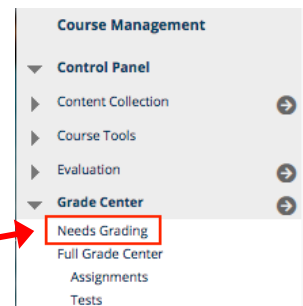 Course Management
Control Panel
Content Collection
Course Tools
Evaluation
Grade Center
Needs Grading
Full Grade Center
Assignments
Tests